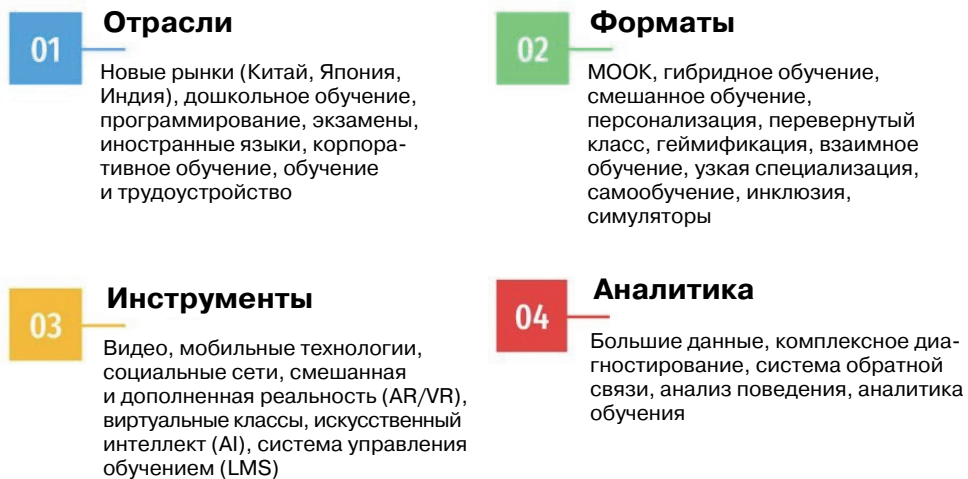 01
Отрасли
Новые рынки (Китай, Япония,
Индия), дошкольное обучение,
программирование, экзамены,
иностранные языки, корпора-
тивное обучение, обучение
и трудоустройство
02
Форматы
МООК, гибридное обучение,
смешанное обучение,
персонализация, перевернутый
класс, геймификация, взаимное
обучение, узкая специализация,
самообучение, инклюзия,
симуляторы
03
Инструменты
Видео, мобильные технологии,
социальные сети, смешанная
и дополненная реальность (AR/VR),
виртуальные классы, искусственный
интеллект (AI), система управления
обучением (LMS)
04
Аналитика
Большие данные, комплексное диа-
гностирование, система обратной
связи, анализ поведения, аналитика
обучения